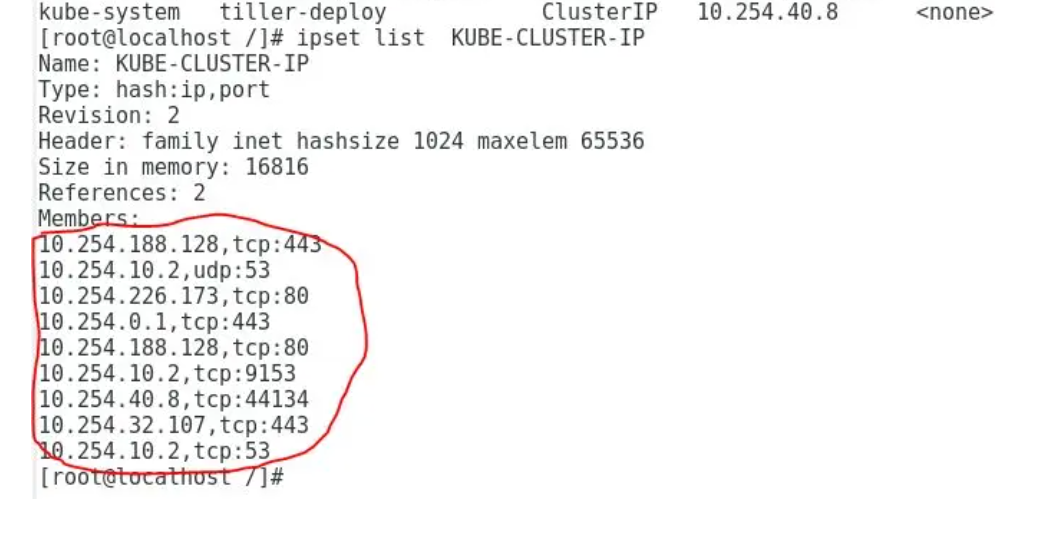 kube-system   tiller-deploy            ClusterIP   10.254.40.8      <none>
[root@localhost /]# ipset list  KUBE-CLUSTER-IP
Name: KUBE-CLUSTER-IP
Type: hash:ip,port
Revision: 2
Header: family inet hashsize 1024 maxelem 65536
Size in memory: 16816
References: 2
Members:
10.254.188.128,tcp:443
10.254.10.2,udp:53
10.254.226.173,tcp:80
10.254.0.1,tcp:443
10.254.188.128,tcp:80
10.254.10.2,tcp:9153
10.254.40.8,tcp:44134
10.254.32.107,tcp:443
10.254.10.2,tcp:53
[root@localhost /]#